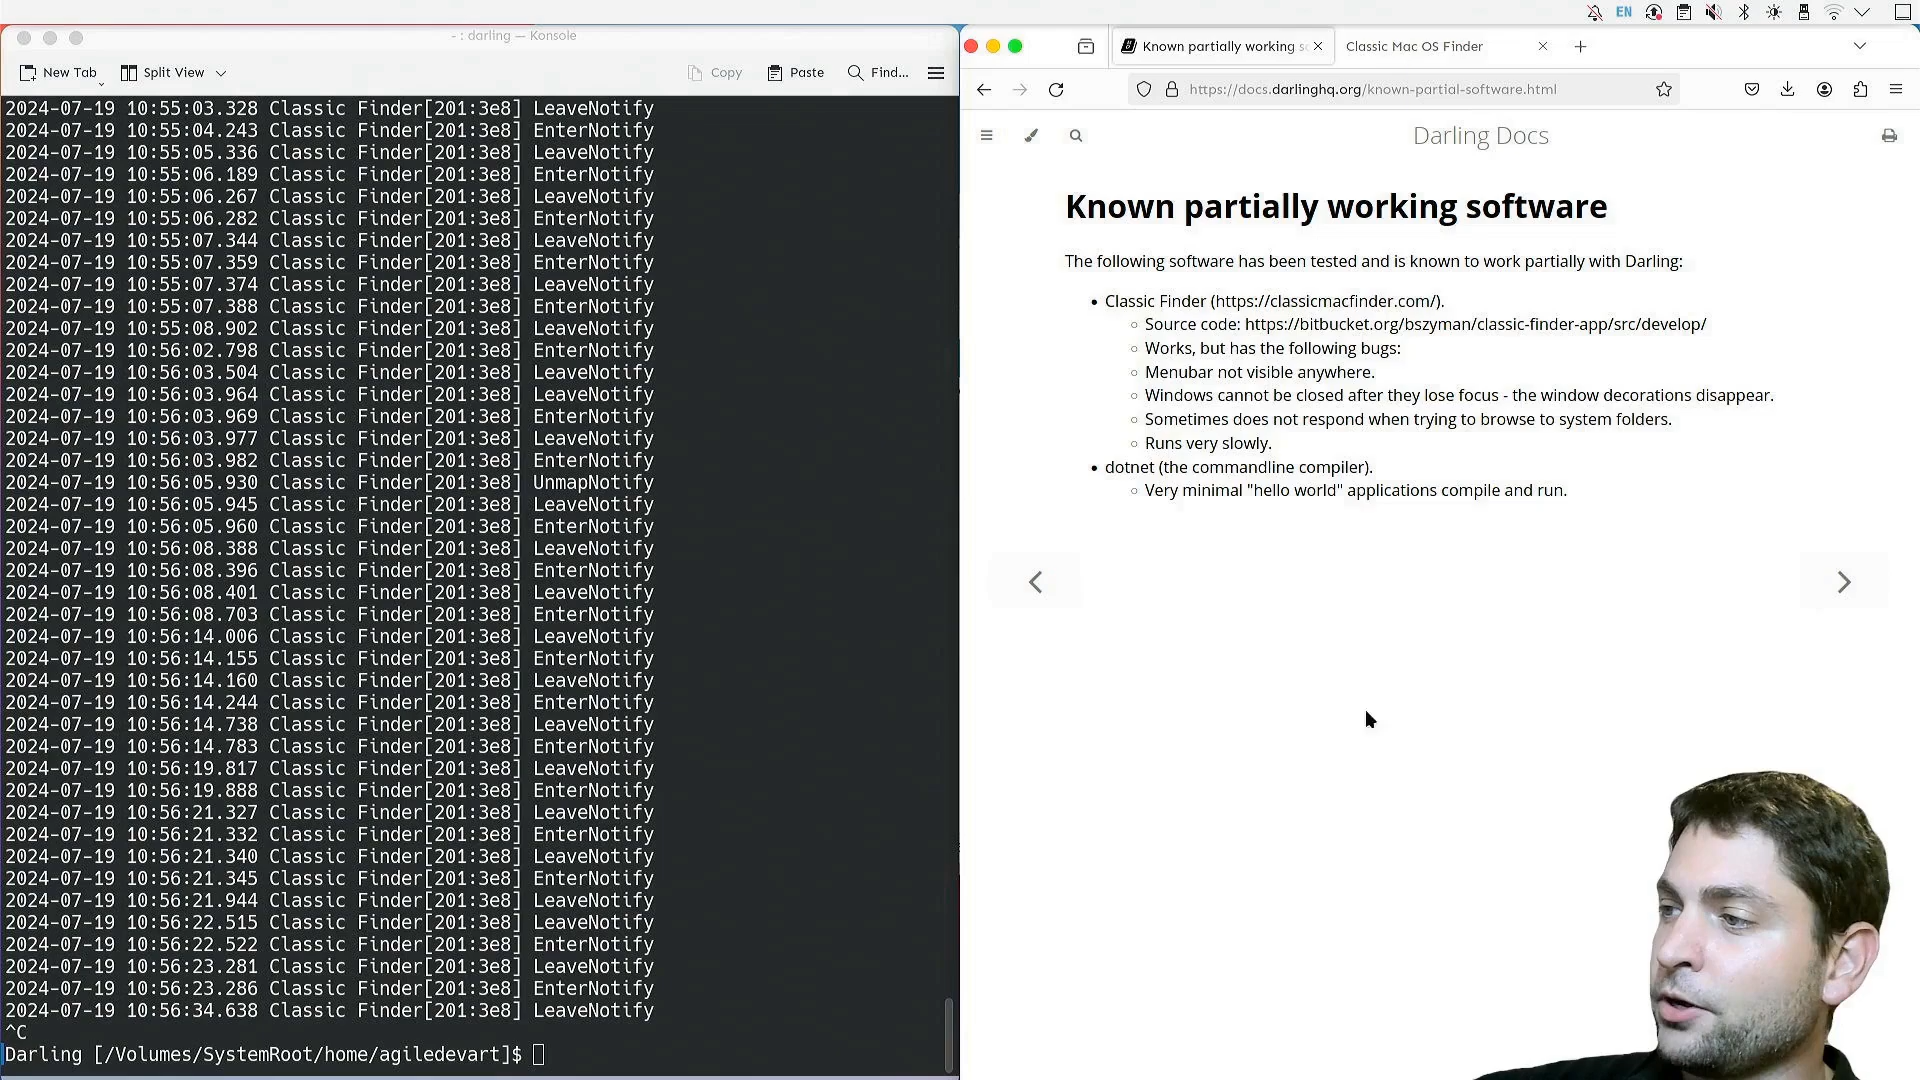 EN
- : darling — Konsole
New Tab
Split View
Copy
Paste
Find...
2024-07-19 10:55:03.328 Classic Finder[201:3e8] LeaveNotify
2024-07-19 10:55:04.243 Classic Finder[201:3e8] EnterNotify
2024-07-19 10:55:05.336 Classic Finder[201:3e8] LeaveNotify
2024-07-19 10:55:06.189 Classic Finder[201:3e8] EnterNotify
2024-07-19 10:55:06.267 Classic Finder[201:3e8] LeaveNotify
2024-07-19 10:55:06.282 Classic Finder[201:3e8] EnterNotify
2024-07-19 10:55:07.344 Classic Finder[201:3e8] LeaveNotify
2024-07-19 10:55:07.359 Classic Finder[201:3e8] EnterNotify
2024-07-19 10:55:07.374 Classic Finder[201:3e8] LeaveNotify
2024-07-19 10:55:07.388 Classic Finder[201:3e8] EnterNotify
2024-07-19 10:55:08.902 Classic Finder[201:3e8] LeaveNotify
2024-07-19 10:56:02.798 Classic Finder[201:3e8] EnterNotify
2024-07-19 10:56:03.504 Classic Finder[201:3e8] LeaveNotify
2024-07-19 10:56:03.964 Classic Finder[201:3e8] LeaveNotify
2024-07-19 10:56:03.969 Classic Finder[201:3e8] EnterNotify
2024-07-19 10:56:03.977 Classic Finder[201:3e8] LeaveNotify
2024-07-19 10:56:03.982 Classic Finder[201:3e8] EnterNotify
2024-07-19 10:56:05.930 Classic Finder[201:3e8] UnmapNotify
2024-07-19 10:56:05.945 Classic Finder[201:3e8] LeaveNotify
2024-07-19 10:56:05.960 Classic Finder[201:3e8] EnterNotify
2024-07-19 10:56:08.388 Classic Finder[201:3e8] LeaveNotify
2024-07-19 10:56:08.396 Classic Finder[201:3e8] EnterNotify
2024-07-19 10:56:08.401 Classic Finder[201:3e8] LeaveNotify
2024-07-19 10:56:08.703 Classic Finder[201:3e8] EnterNotify
2024-07-19 10:56:14.006 Classic Finder[201:3e8] LeaveNotify
2024-07-19 10:56:14.155 Classic Finder[201:3e8] EnterNotify
2024-07-19 10:56:14.160 Classic Finder[201:3e8] LeaveNotify
2024-07-19 10:56:14.244 Classic Finder[201:3e8] EnterNotify
2024-07-19 10:56:14.738 Classic Finder[201:3e8] LeaveNotify
2024-07-19 10:56:14.783 Classic Finder[201:3e8] EnterNotify
2024-07-19 10:56:19.817 Classic Finder[201:3e8] LeaveNotify
2024-07-19 10:56:19.888 Classic Finder[201:3e8] EnterNotify
2024-07-19 10:56:21.327 Classic Finder[201:3e8] LeaveNotify
2024-07-19 10:56:21.332 Classic Finder[201:3e8] EnterNotify
2024-07-19 10:56:21.340 Classic Finder[201:3e8] LeaveNotify
2024-07-19 10:56:21.345 Classic Finder[201:3e8] EnterNotify
2024-07-19 10:56:21.944 Classic Finder[201:3e8] LeaveNotify
2024-07-19 10:56:22.515 Classic Finder[201:3e8] LeaveNotify
2024-07-19 10:56:22.522 Classic Finder[201:3e8] EnterNotify
2024-07-19 10:56:23.281 Classic Finder[201:3e8] LeaveNotify
2024-07-19 10:56:23.286 Classic Finder[201:3e8] EnterNotify
2024-07-19 10:56:34.638 Classic Finder[201:3e8] LeaveNotify
^C
Darling [/Volumes/SystemRoot/home/agiledevart]$
Known partially working so
Classic Mac OS Finder
https://docs.darlinghq.org/known-partial-software.html
Darling Docs
Known partially working software
The following software has been tested and is known to work partially with Darling:
• Classic Finder (https://classicmacfinder.com/).
○ Source code: https://bitbucket.org/bszyman/classic-finder-app/src/develop/
○ Works, but has the following bugs:
○ Menubar not visible anywhere.
○ Windows cannot be closed after they lose focus - the window decorations disappear.
○ Sometimes does not respond when trying to browse to system folders.
○ Runs very slowly.
• dotnet (the commandline compiler).
○ Very minimal "hello world" applications compile and run.